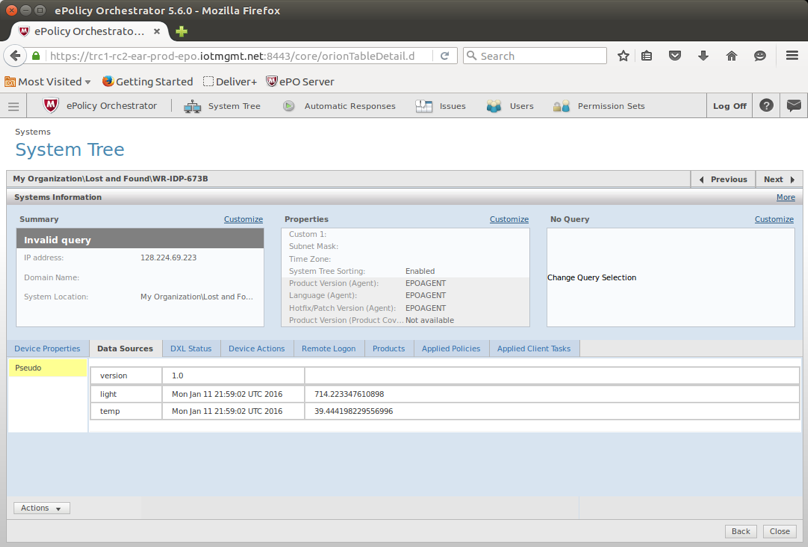 ePolicy Orchestrator 5.6.0 - Mozilla Firefox
ePolicy Orchestrato...
https://trc1-rc2-ear-prod-epo.iotmgmt.net:8443/core/orionTableDetail.d
Search
Most Visited
Getting Started
Deliver+
ePO Server
ePolicy Orchestrator
System Tree
Automatic Responses
Issues
Users
Permission Sets
Log Off
?
Systems
System Tree
My Organization\Lost and Found\WR-IDP-673B
Previous
Next
Systems Information
More
Summary
Customize
Invalid query
IP address: 128.224.69.223
Domain Name:
System Location: My Organization\Lost and Fo...
Properties
Customize
Custom 1:
Subnet Mask:
Time Zone:
System Tree Sorting: Enabled
Product Version (Agent): EPOAGENT
Language (Agent): EPOAGENT
Hotfix/Patch Version (Agent): EPOAGENT
Product Version (Product Cov... Not available
No Query
Customize
Change Query Selection
Device Properties
Data Sources
DXL Status
Device Actions
Remote Logon
Products
Applied Policies
Applied Client Tasks
Pseudo
version 1.0
light Mon Jan 11 21:59:02 UTC 2016 714.223347610898
temp Mon Jan 11 21:59:02 UTC 2016 39.444198229556996
Actions
Back
Close